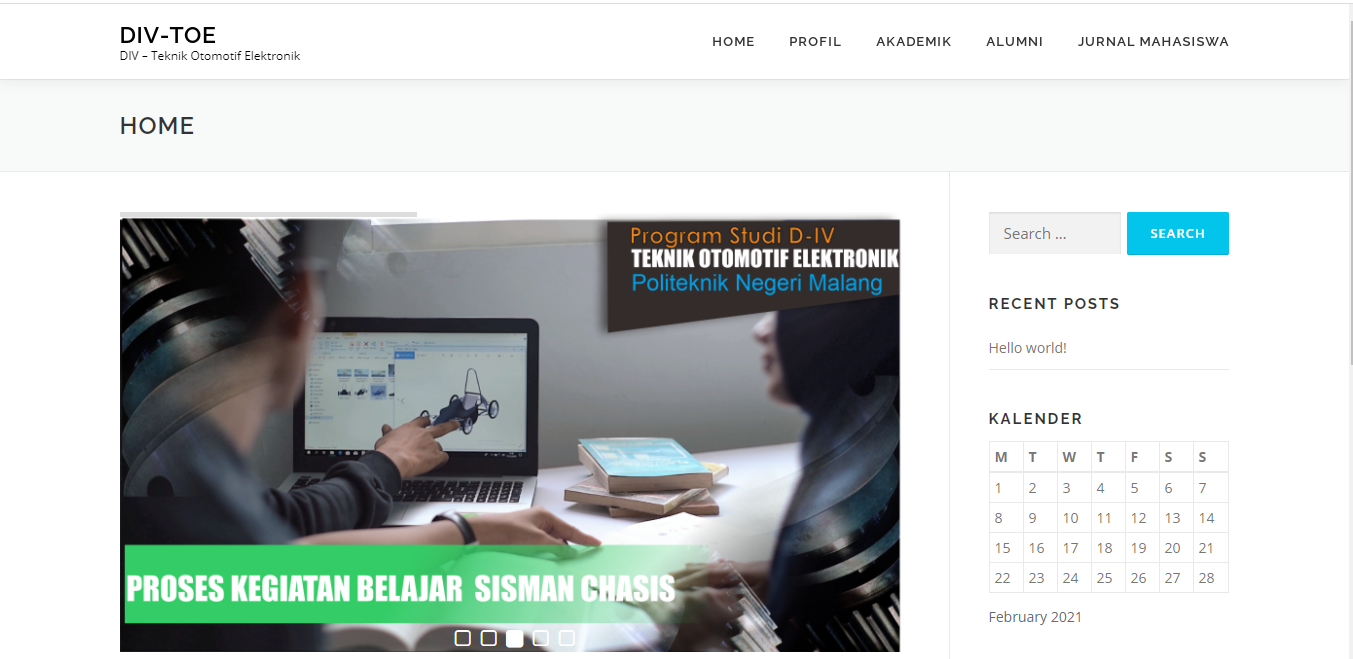 DIV-TOE
DIV – Teknik Otomotif Elektronik
HOME PROFIL AKADEMIK ALUMNI JURNAL MAHASISWA
HOME
Program Studi D-IV
TEKNIK OTOMOTIF ELEKTRONIK
Politeknik Negeri Malang
PROSES KEGIATAN BELAJAR SISMAN CHASIS
Search ... SEARCH
RECENT POSTS
Hello world!
KALENDER
M T W T F S S
1 2 3 4 5 6 7
8 9 10 11 12 13 14
15 16 17 18 19 20 21
22 23 24 25 26 27 28
February 2021